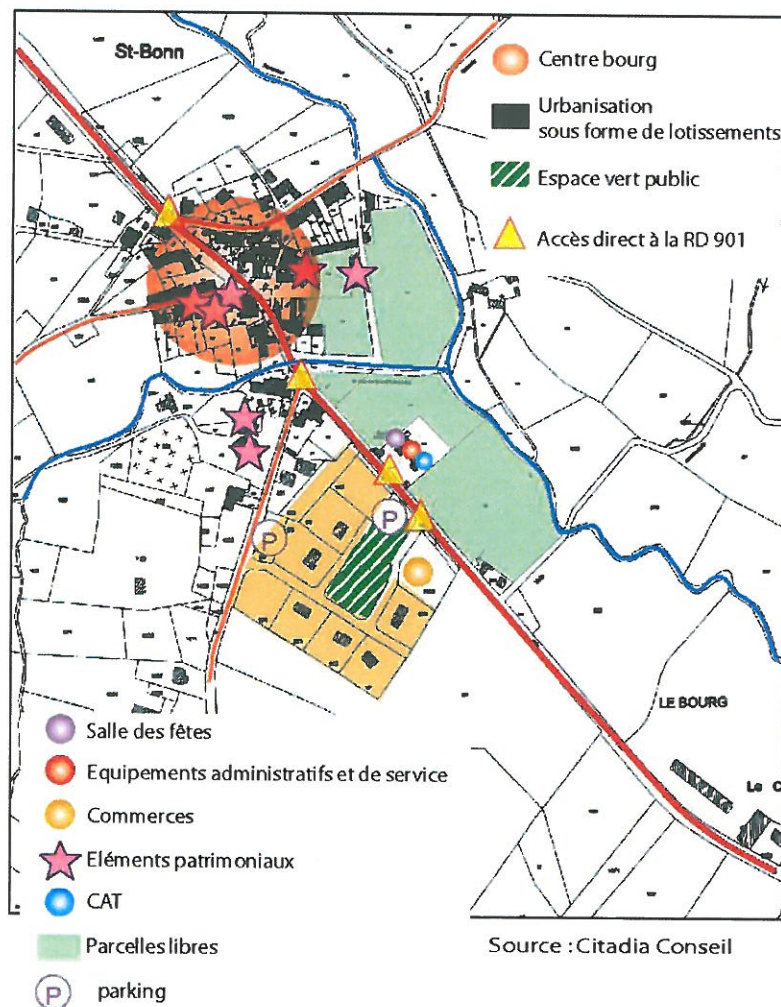 St-Bonn
Centre bourg
Urbanisation
sous forme de lotissements
Espace vert public
Accès direct à la RD 901
P
P
LE BOURG
Le C
Salle des fêtes
Equipements administratifs et de service
Commerces
Eléments patrimoniaux
CAT
Parcelles libres
P parking
Source : Citadia Conseil